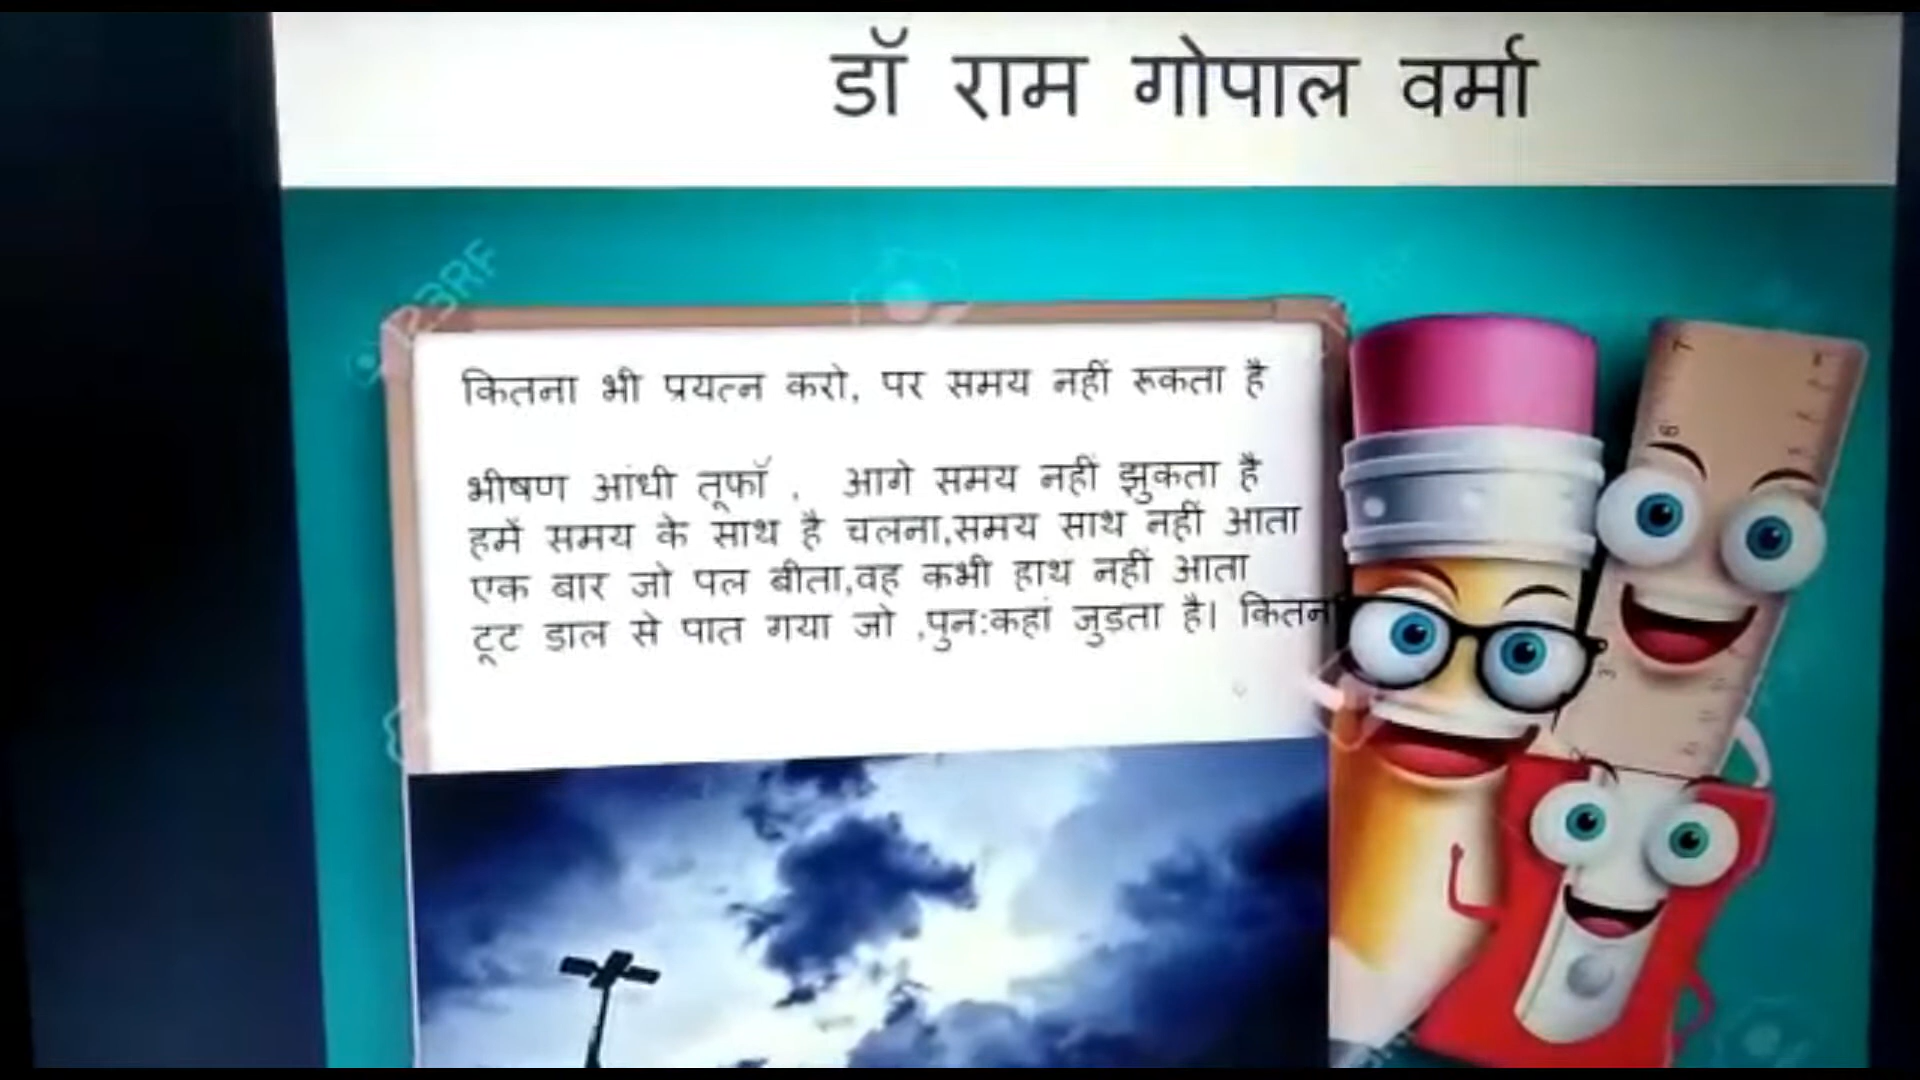 डॉ राम गोपाल वर्मा
कितना भी प्रयत्न करो, पर समय नहीं रूकता है
भीषण आंधी तूफॉ , आगे समय नहीं झुकता है
हमें समय के साथ है चलना,समय साथ नहीं आता
एक बार जो पल बीता,वह कभी हाथ नहीं आता
टूट डाल से पात गया जो ,पुन:कहां जुडता है। कितना